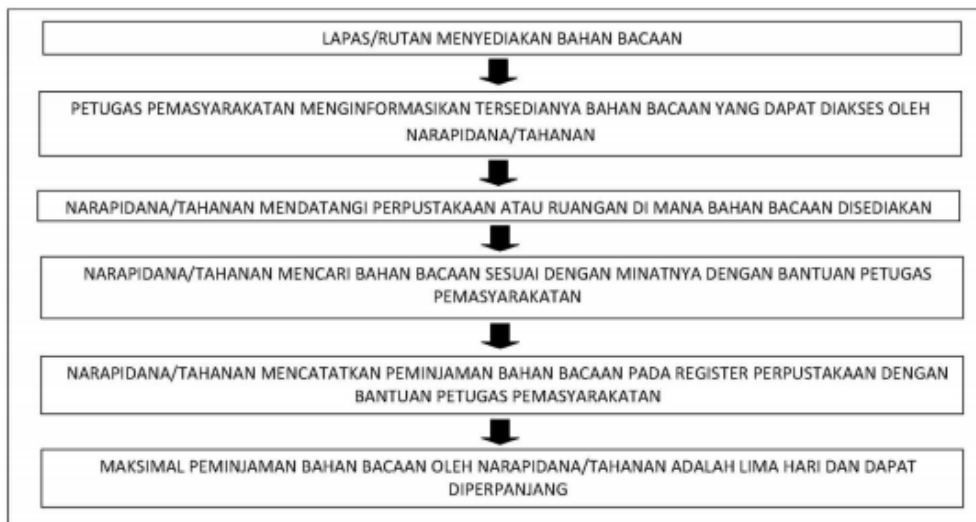 LAPAS/RUTAN MENYEDIAKAN BAHAN BACAAN
PETUGAS PEMASYARAKATAN MENGINFORMASIKAN TERSEDIANYA BAHAN BACAAN YANG DAPAT DIAKSES OLEH
NARAPIDANA/TAHANAN
NARAPIDANA/TAHANAN MENDATANGI PERPUSTAKAAN ATAU RUANGAN DI MANA BAHAN BACAAN DISEDIAKAN
NARAPIDANA/TAHANAN MENCARI BAHAN BACAAN SESUAI DENGAN MINATNYA DENGAN BANTUAN PETUGAS
PEMASYARAKATAN
NARAPIDANA/TAHANAN MENCATATKAN PEMINJAMAN BAHAN BACAAN PADA REGISTER PERPUSTAKAAN DENGAN
BANTUAN PETUGAS PEMASYARAKATAN
MAKSIMAL PEMINJAMAN BAHAN BACAAN OLEH NARAPIDANA/TAHANAN ADALAH LIMA HARI DAN DAPAT
DIPERPANJANG